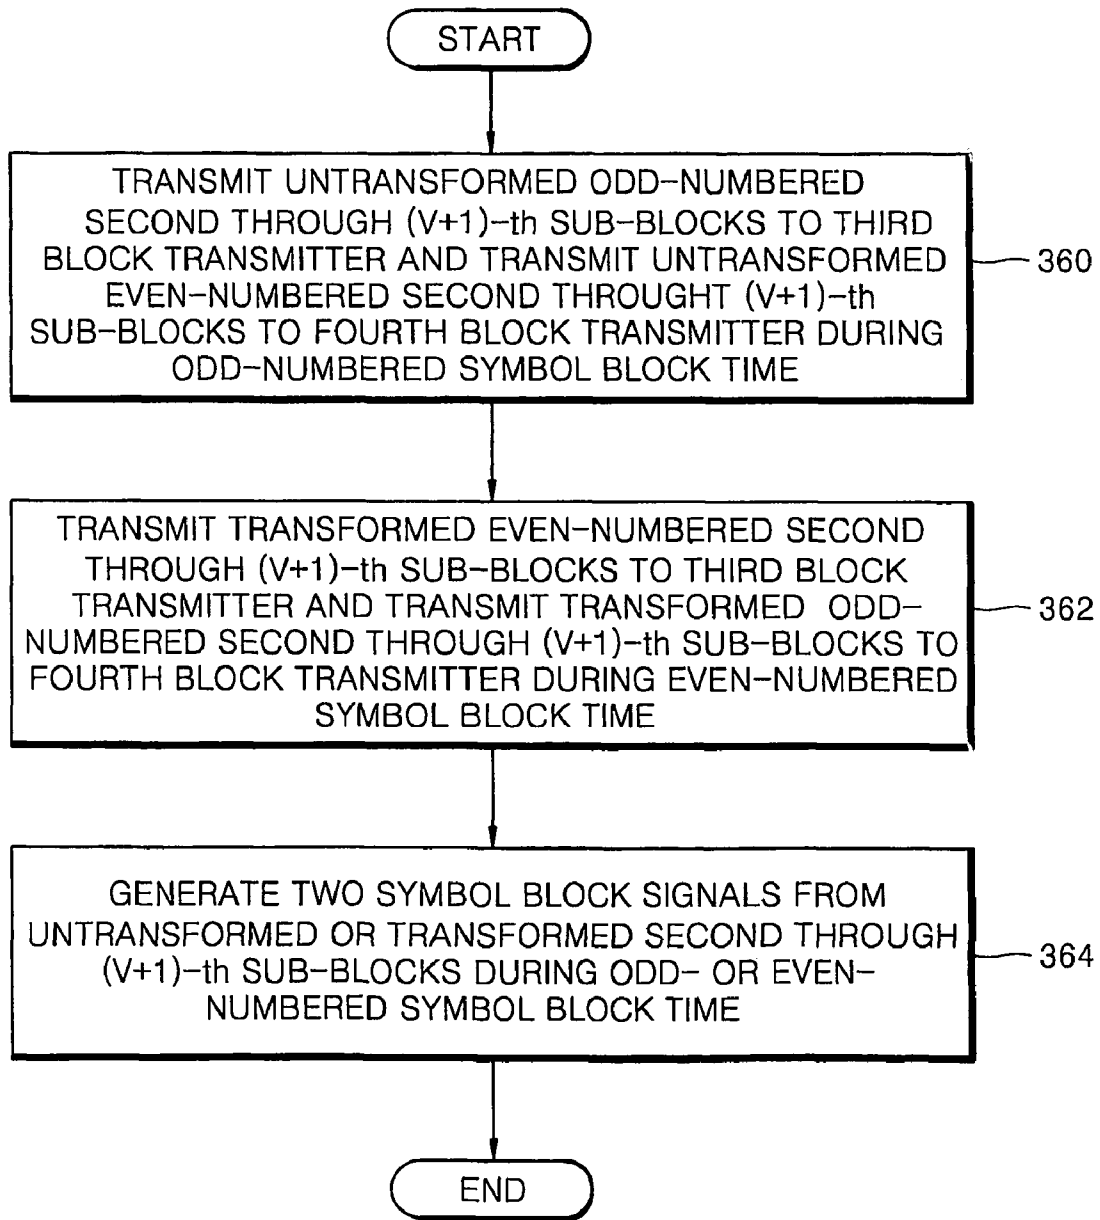 START
TRANSMIT UNTRANSFORMED ODD-NUMBERED
SECOND THROUGH (V+1)-th SUB-BLOCKS TO THIRD
BLOCK TRANSMITTER AND TRANSMIT UNTRANSFORMED
EVEN-NUMBERED SECOND THROUGHT (V+1)-th
SUB-BLOCKS TO FOURTH BLOCK TRANSMITTER DURING
ODD-NUMBERED SYMBOL BLOCK TIME
360
TRANSMIT TRANSFORMED EVEN-NUMBERED SECOND
THROUGH (V+1)-th SUB-BLOCKS TO THIRD BLOCK
TRANSMITTER AND TRANSMIT TRANSFORMED ODD-
NUMBERED SECOND THROUGH (V+1)-th SUB-BLOCKS TO
FOURTH BLOCK TRANSMITTER DURING EVEN-NUMBERED
SYMBOL BLOCK TIME
362
GENERATE TWO SYMBOL BLOCK SIGNALS FROM
UNTRANSFORMED OR TRANSFORMED SECOND THROUGH
(V+1)-th SUB-BLOCKS DURING ODD- OR EVEN-
NUMBERED SYMBOL BLOCK TIME
364
END